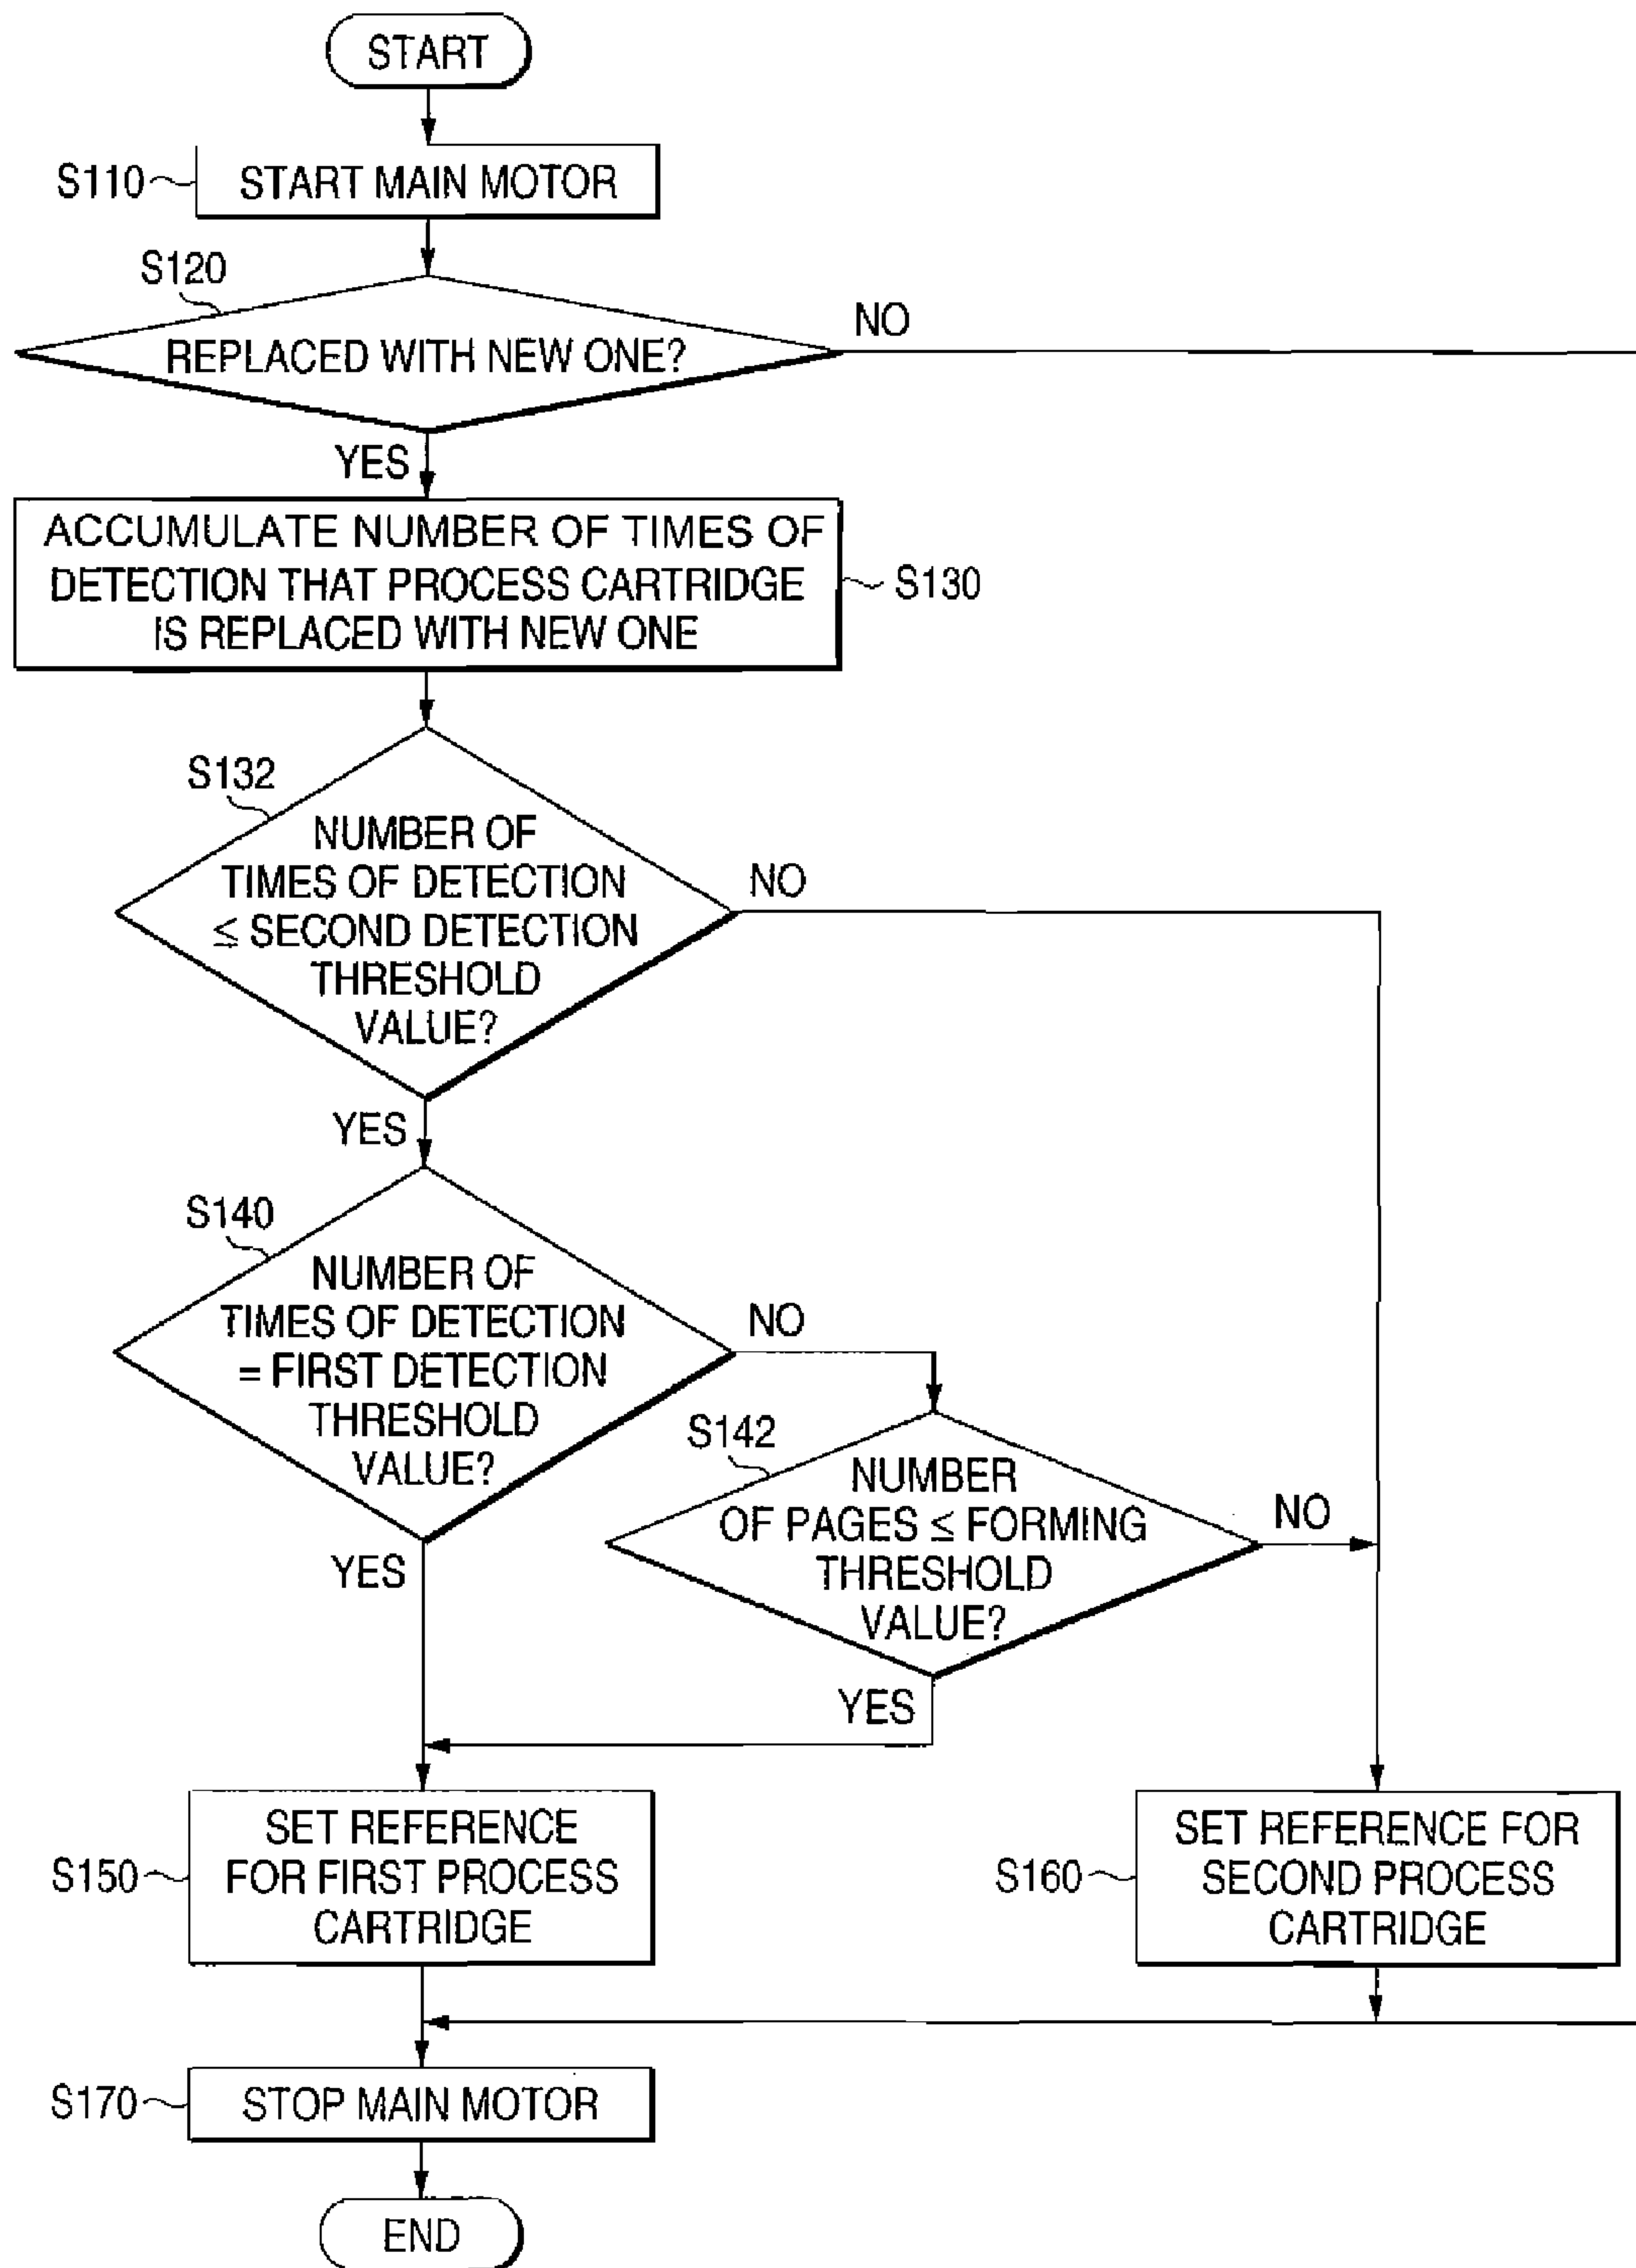 START
S110
START MAIN MOTOR
S120
REPLACED WITH NEW ONE?
NO
YES
ACCUMULATE NUMBER OF TIMES OF
DETECTION THAT PROCESS CARTRIDGE
IS REPLACED WITH NEW ONE
S130
S132
NUMBER OF
TIMES OF DETECTION
≤ SECOND DETECTION
THRESHOLD
VALUE?
NO
YES
S140
NUMBER OF
TIMES OF DETECTION
= FIRST DETECTION
THRESHOLD
VALUE?
NO
YES
S142
NUMBER
OF PAGES ≤ FORMING
THRESHOLD
VALUE?
NO
YES
S150
SET REFERENCE
FOR FIRST PROCESS
CARTRIDGE
S160
SET REFERENCE FOR
SECOND PROCESS
CARTRIDGE
S170
STOP MAIN MOTOR
END